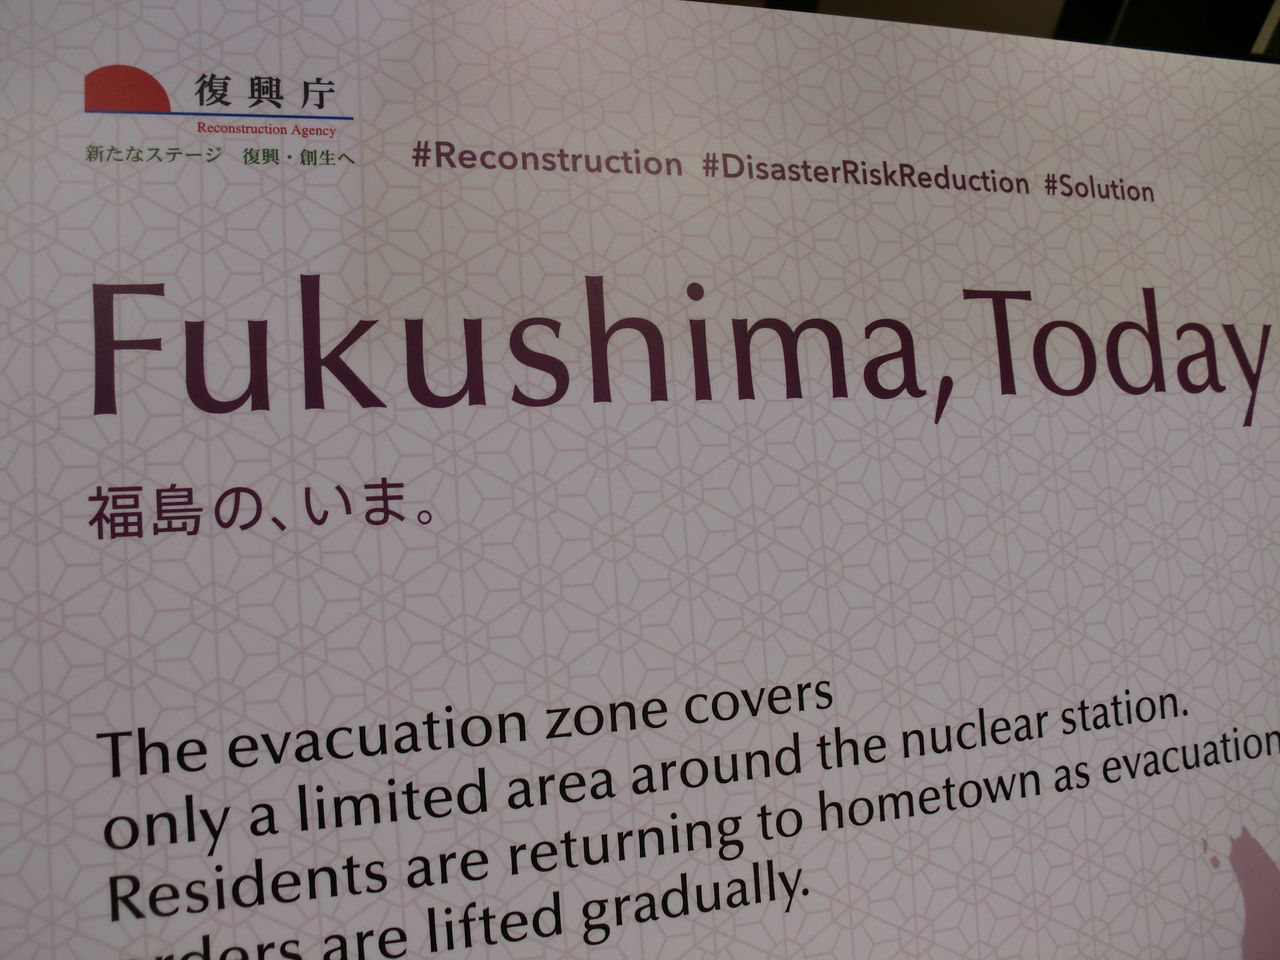 復興庁
Reconstruction Agency
新たなステージ 復興・創生へ
#Reconstruction #DisasterRiskReduction #Solution
Fukushima, Today
福島の、いま。
The evacuation zone covers
only a limited area around the nuclear station.
Residents are returning to hometown as evacuation
orders are lifted gradually.